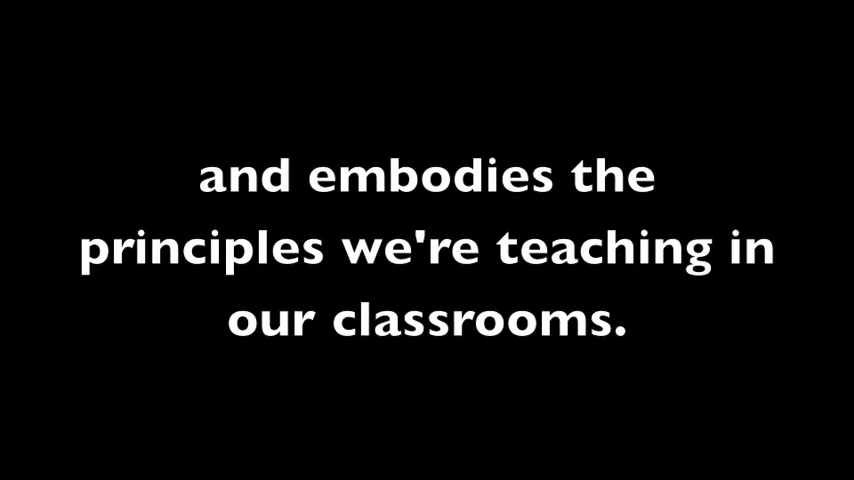 and embodies the
principles we're teaching in
our classrooms.